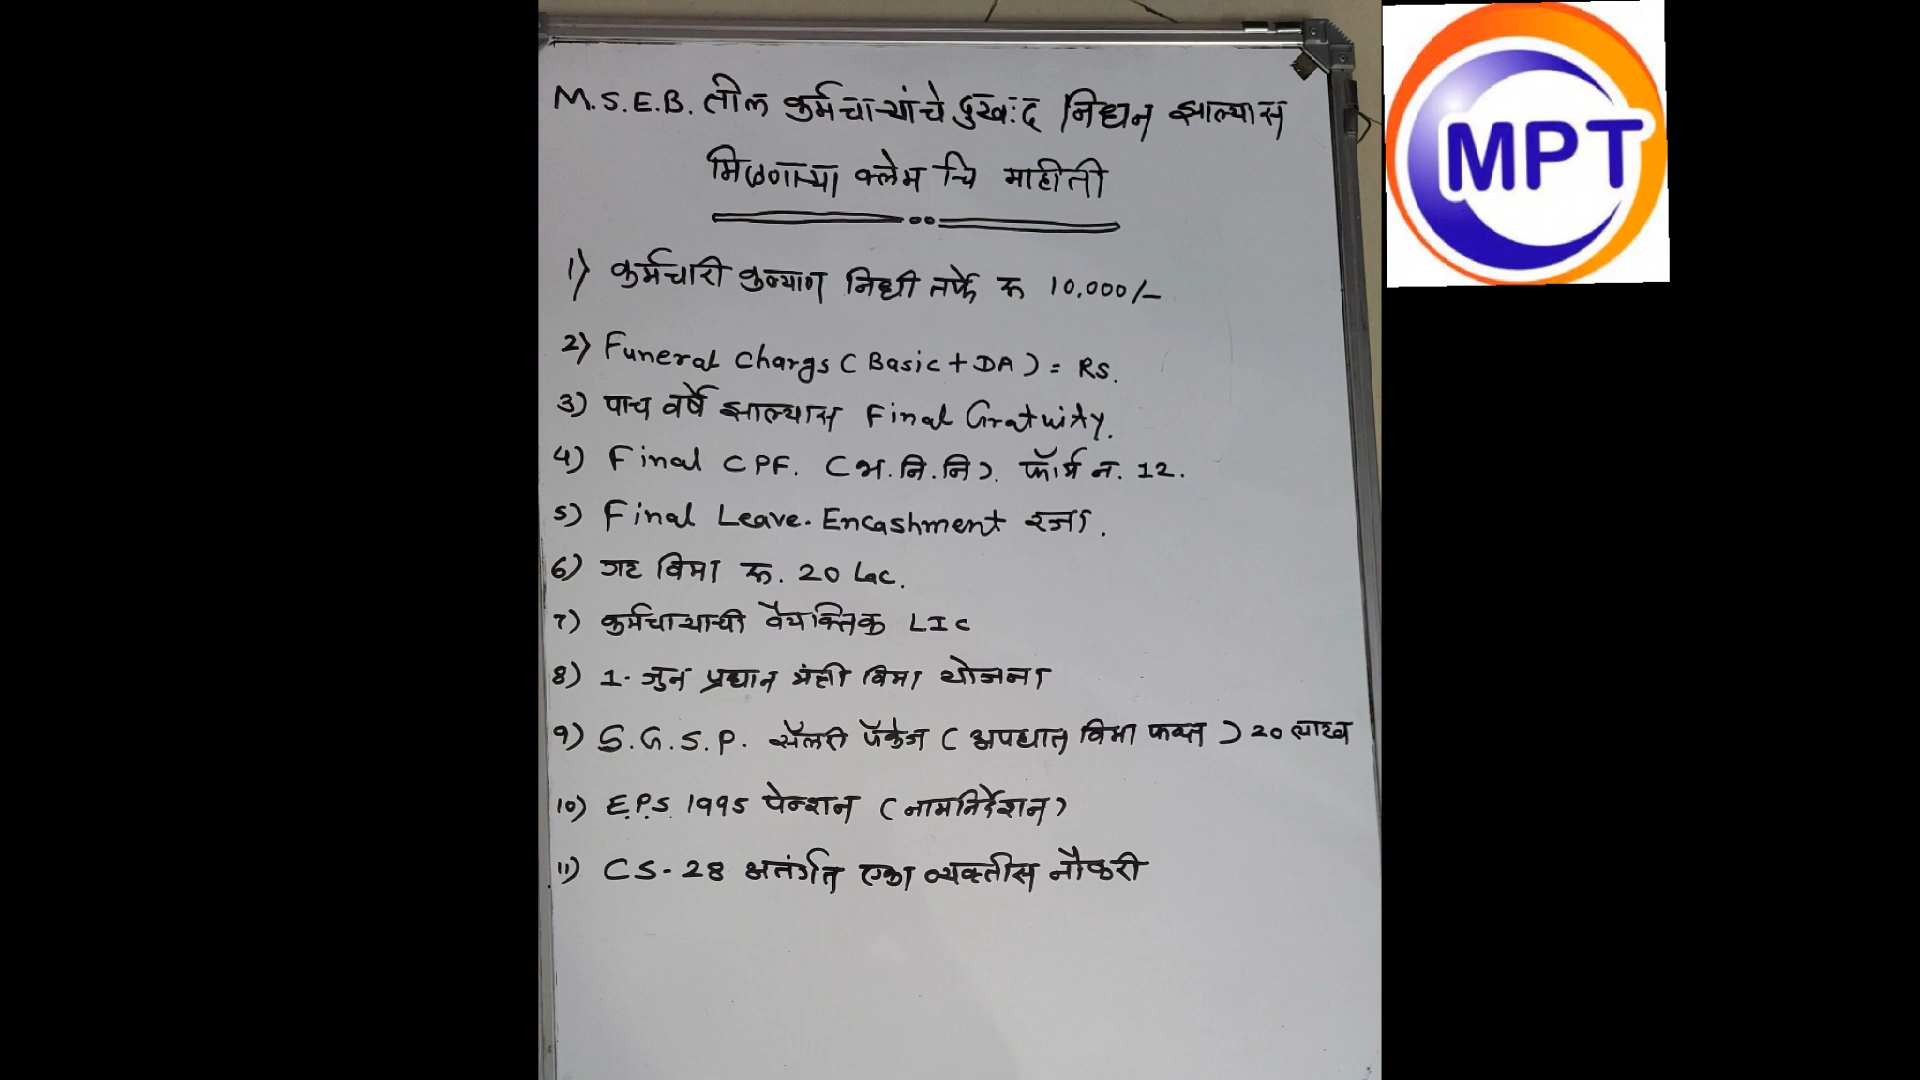 M.S.E.B. तील कर्मचाऱ्यांचे दुखःद निधन झाल्यास
मिळणाऱ्या क्लेम चि माहीती
1) कर्मचारी कल्याण निधी तर्फे रु 10,000/-
2) Funeral Chargs ( Basic + DA ) = RS.
3) पाच वर्षे झाल्यास Final Gratuity.
4) Final CPF. ( भ.नि.नि ). फॉर्म न. 12.
5) Final Leave. Encashment रजा.
6) गट विमा रु. 20 Lac.
7) कर्मचाऱ्याची वैयक्तिक LIC
8) 1. जुन प्रधान मंत्री विमा योजना
9) S.G.S.P. सॅलरी पॅकेज ( अपघात विमा फक्त ) 20 लाख
10) E.P.S. 1995 पेन्शन ( नामनिर्देशन )
11) CS-28 अतंर्गत एका व्यक्तीस नौकरी
MPT